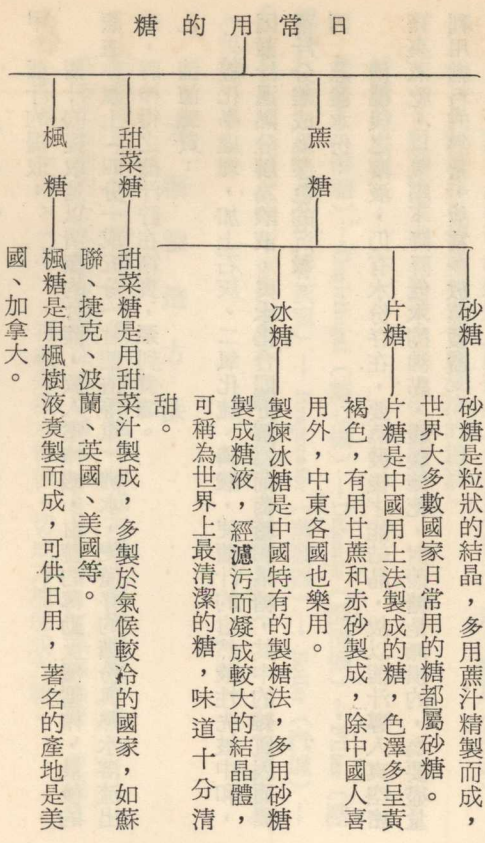 日常用的糖
蔗糖
砂糖
砂糖是粒狀的結晶，多用蔗汁精製而成，
世界大多數國家日常用的糖都屬砂糖。
片糖
片糖是中國用土法製成的糖，色澤多呈黃
褐色，有用甘蔗和赤砂製成，除中國人喜
用外，中東各國也樂用。
冰糖
製煉冰糖是中國特有的製糖法，多用砂糖
製成糖液，經濾污而凝成較大的結晶體，
可稱為世界上最清潔的糖，味道十分清
甜。
甜菜糖
甜菜糖是用甜菜汁製成，多製於氣候較冷的國家，如蘇
聯、捷克、波蘭、英國、美國等。
楓糖
楓糖是用楓樹液煑製而成，可供日用，著名的產地是美
國、加拿大。